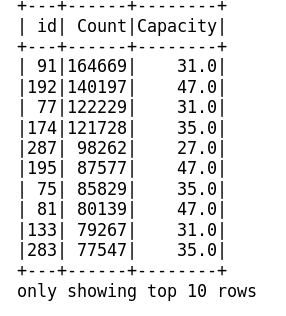 +---+------+--------+
| id| Count|Capacity|
+---+------+--------+
| 91|164669|    31.0|
|192|140197|    47.0|
| 77|122229|    31.0|
|174|121728|    35.0|
|287| 98262|    27.0|
|195| 87577|    47.0|
| 75| 85829|    35.0|
| 81| 80139|    47.0|
|133| 79267|    31.0|
|283| 77547|    35.0|
+---+------+--------+
only showing top 10 rows